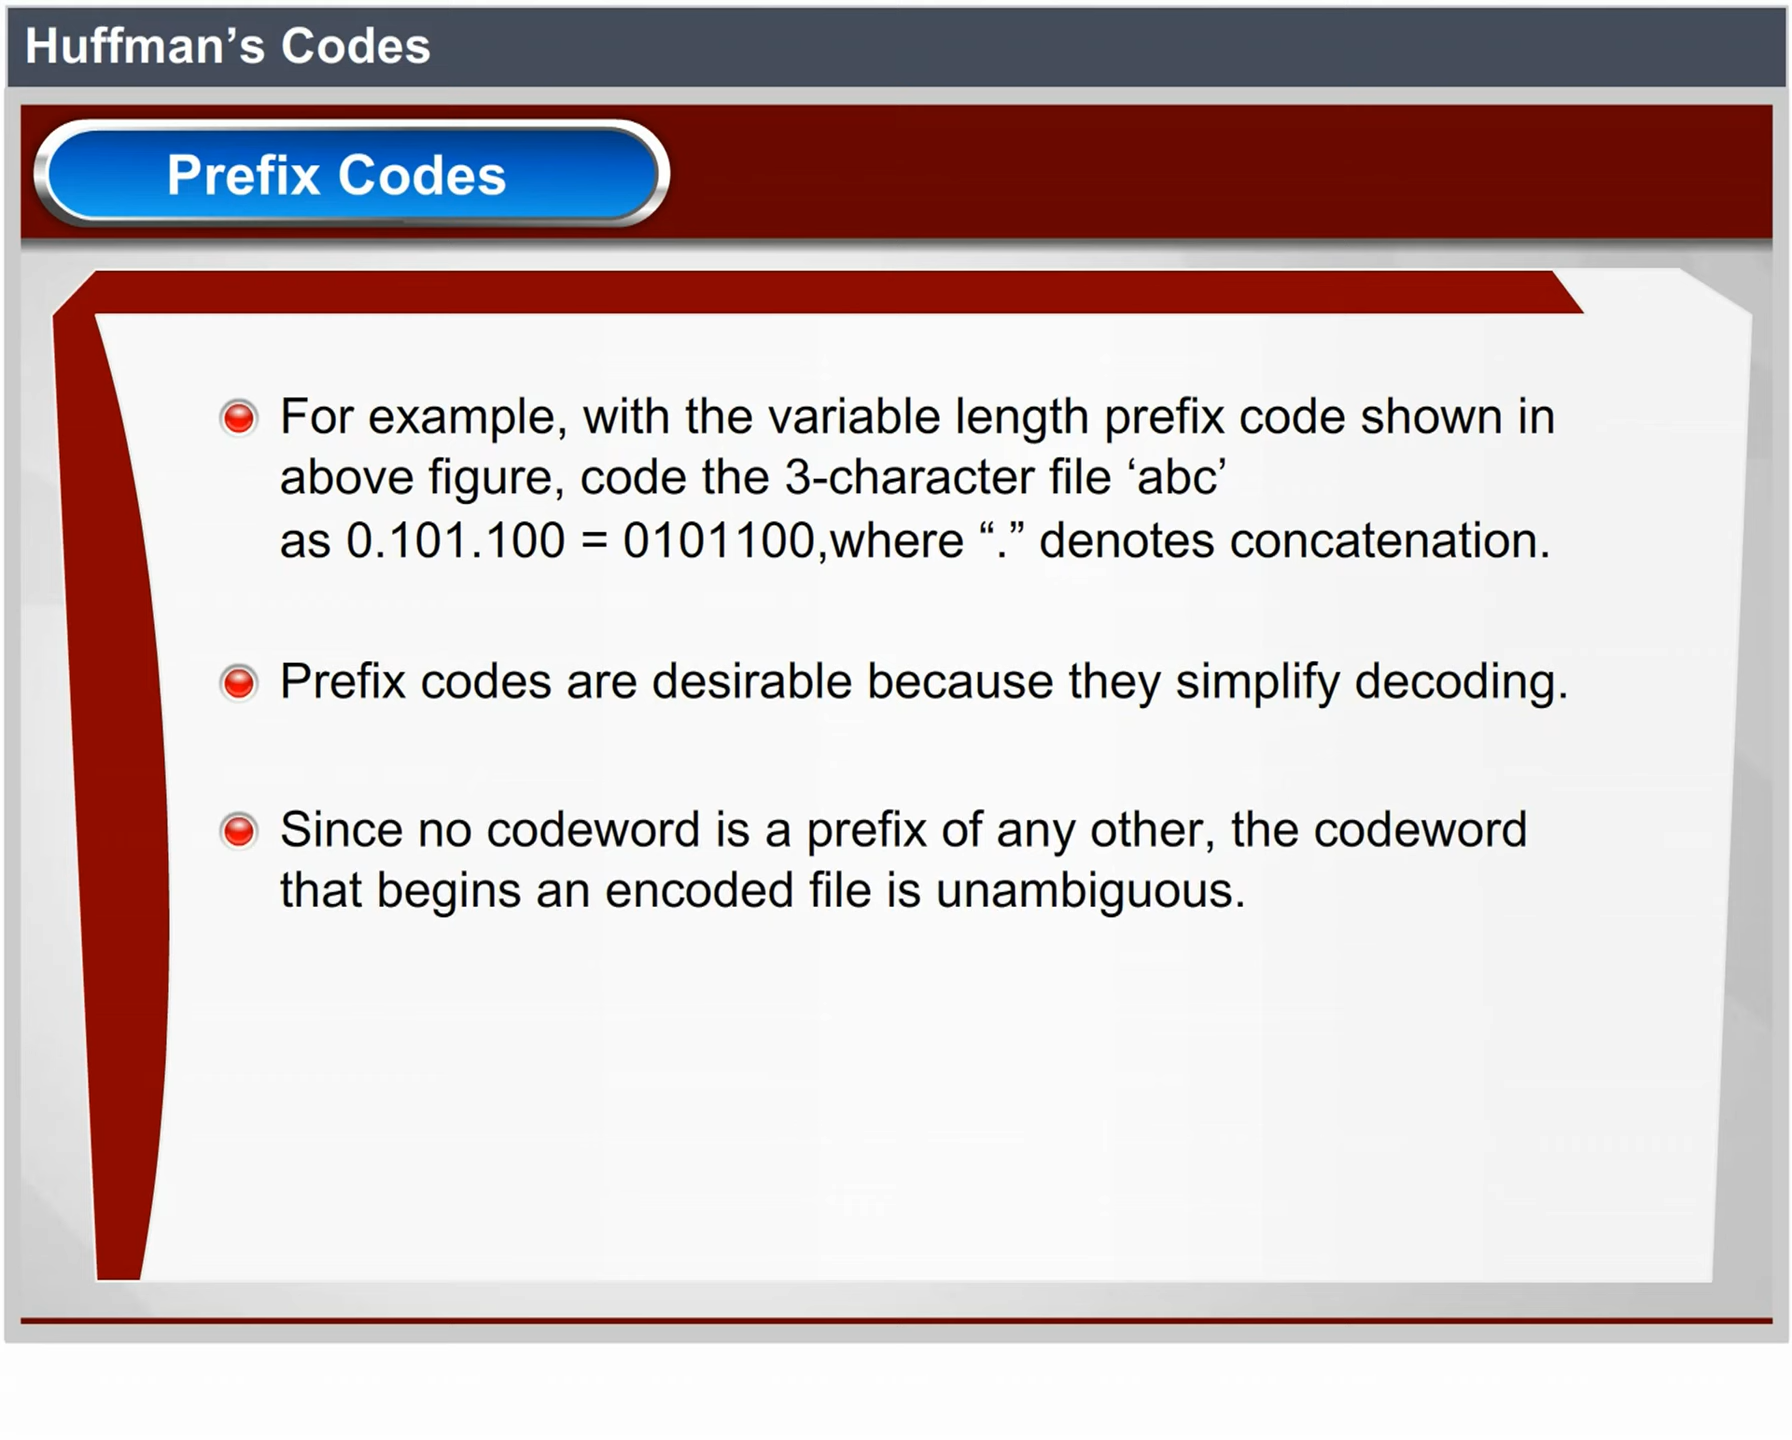 Huffman’s Codes
Prefix Codes
For example, with the variable length prefix code shown in
above figure, code the 3-character file ‘abc’
as 0.101.100 = 0101100,where “.” denotes concatenation.
Prefix codes are desirable because they simplify decoding.
Since no codeword is a prefix of any other, the codeword
that begins an encoded file is unambiguous.